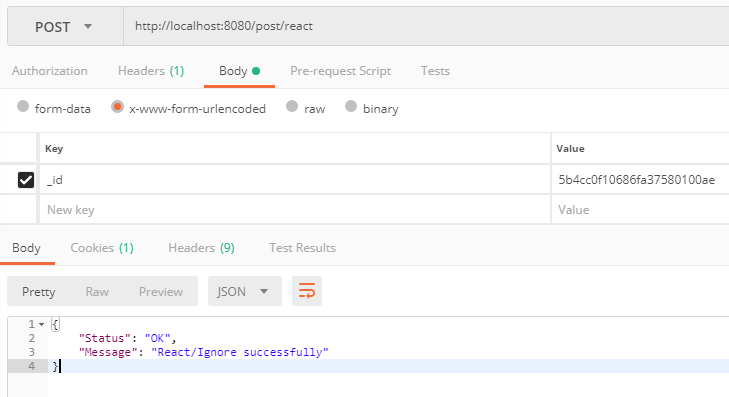 POST http://localhost:8080/post/react
Authorization Headers (1) Body Pre-request Script Tests
form-data x-www-form-urlencoded raw binary
Key Value
_id 5b4cc0f10686fa37580100ae
New key Value
Body Cookies (1) Headers (9) Test Results
Pretty Raw Preview JSON
1 {
2 "Status": "OK",
3 "Message": "React/Ignore successfully"
4 }